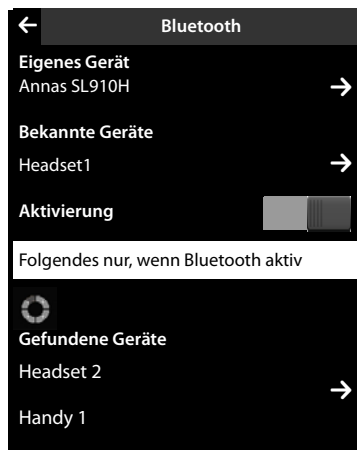 Bluetooth
Eigenes Gerät
Annas SL910H
Bekannte Geräte
Headset1
Aktivierung
Folgendes nur, wenn Bluetooth aktiv
Gefundene Geräte
Headset 2
Handy 1